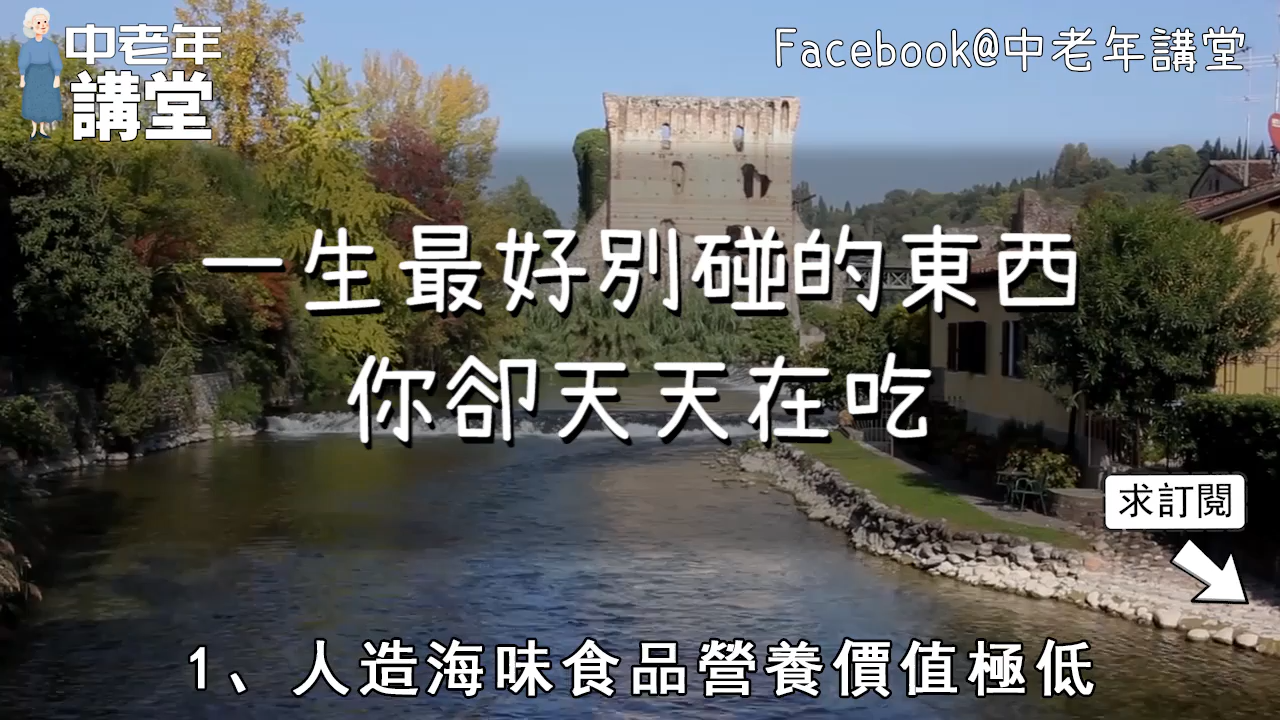 中老年
講堂
Facebook@中老年講堂
一生最好別碰的東西
你卻天天在吃
求訂閱
1、人造海味食品營養價值極低